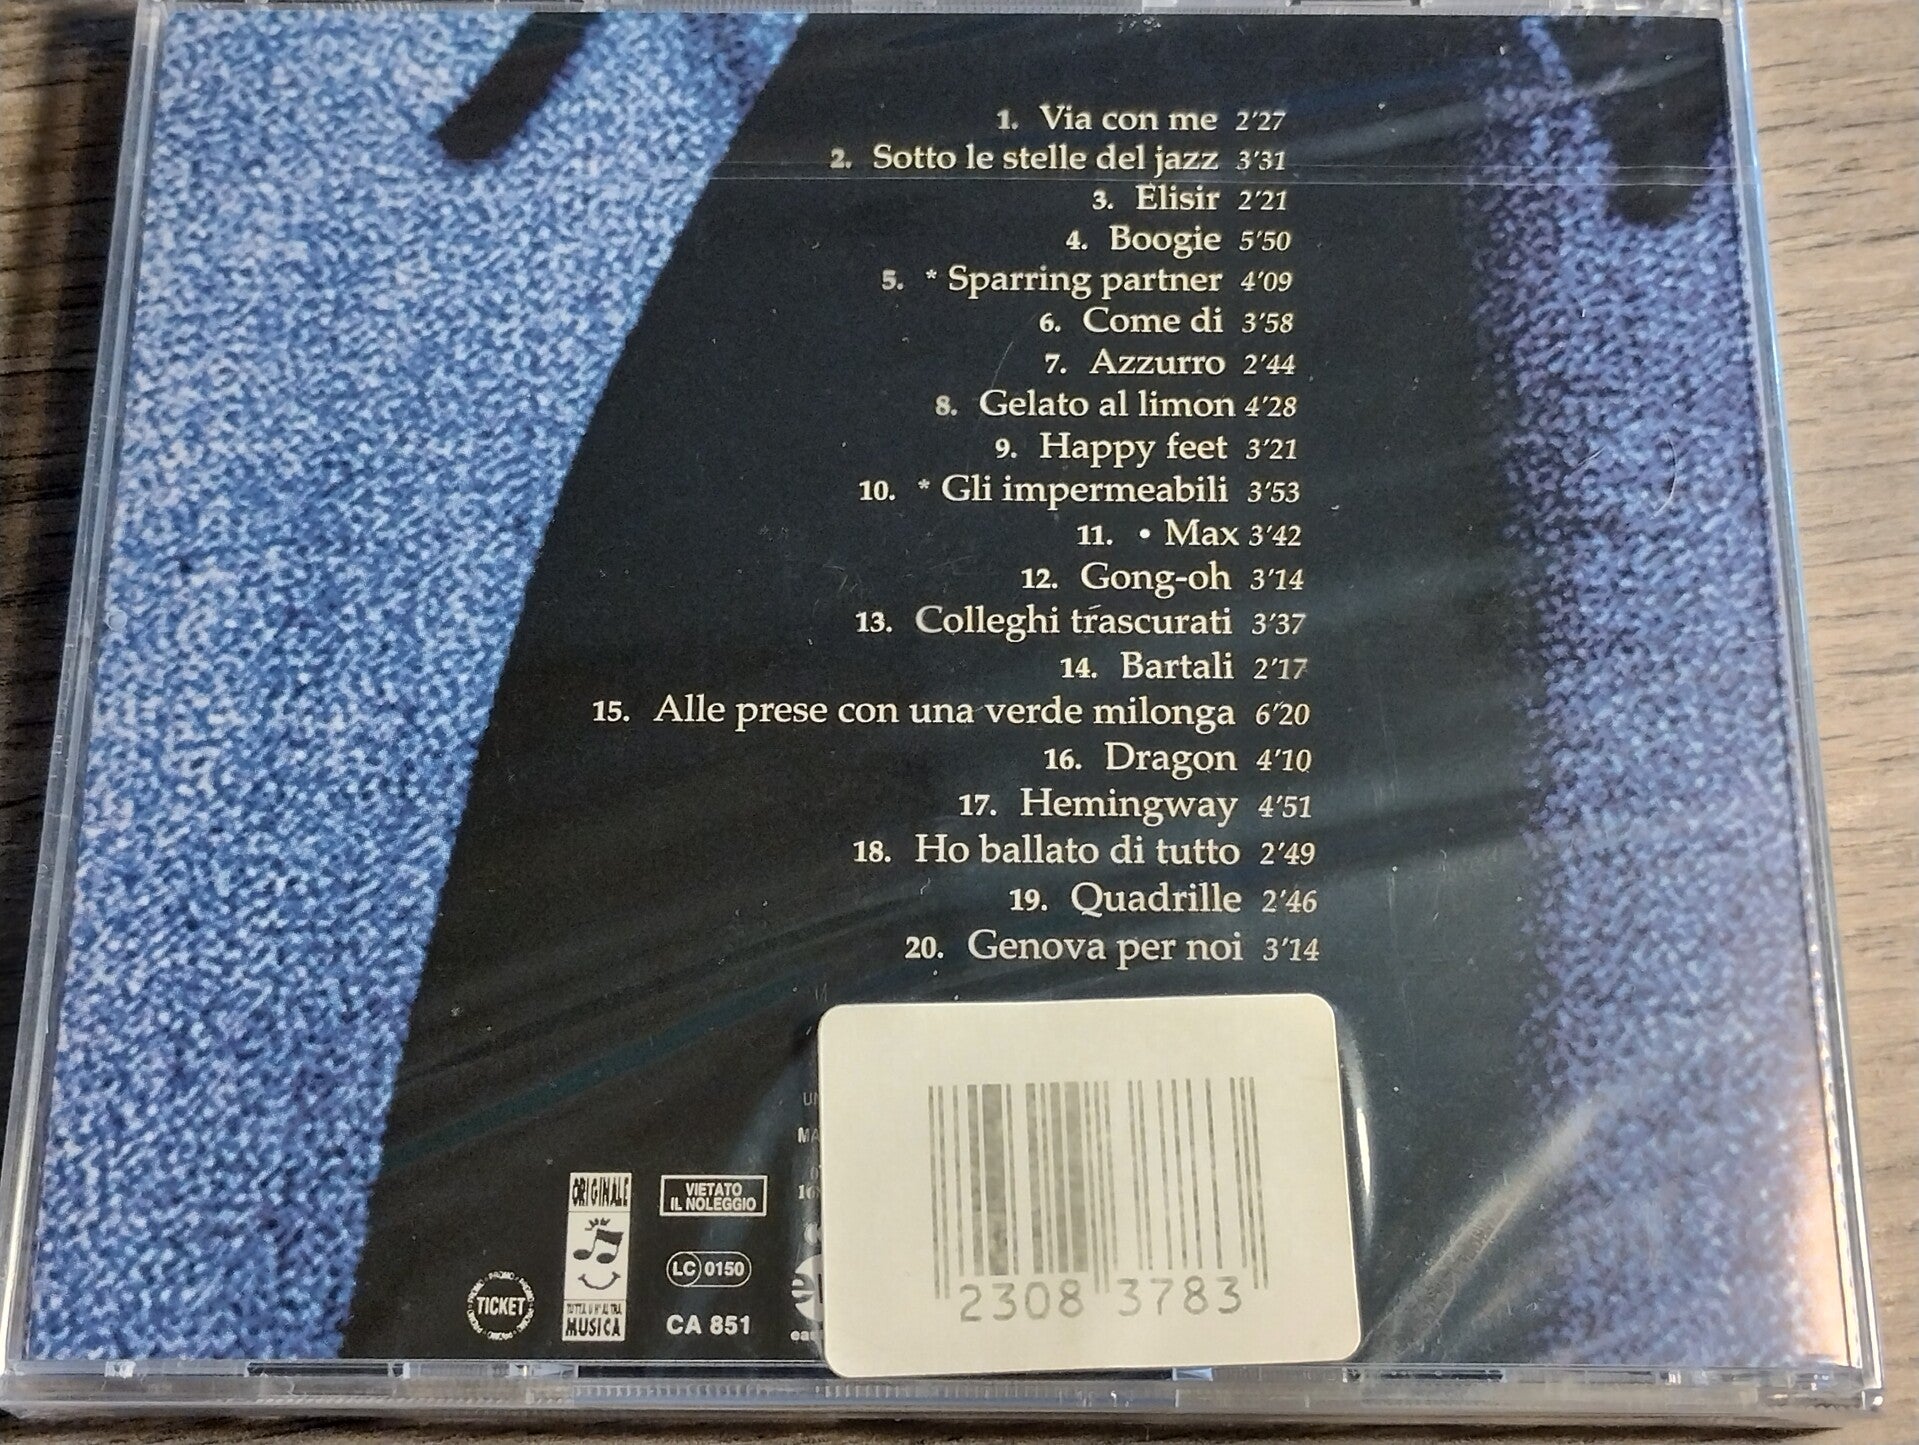 1. Via con me 2'27
2. Sotto le stelle del jazz 3'31
3. Elisir 2'21
4. Boogie 5'50
5. * Sparring partner 4'09
6. Come di 3'58
7. Azzurro 2'44
8. Gelato al limon 4'28
9. Happy feet 3'21
10. * Gli impermeabili 3'53
11. • Max 3'42
12. Gong-oh 3'14
13. Colleghi trascurati 3'37
14. Bartali 2'17
15. Alle prese con una verde milonga 6'20
16. Dragon 4'10
17. Hemingway 4'51
18. Ho ballato di tutto 2'49
19. Quadrille 2'46
20. Genova per noi 3'14
ORIGINALE
MUSICA
VIETATO
IL NOLEGGIO
LC 0150
CA 851
PROMO · PROMO · PROMO
TICKET
2308 3783